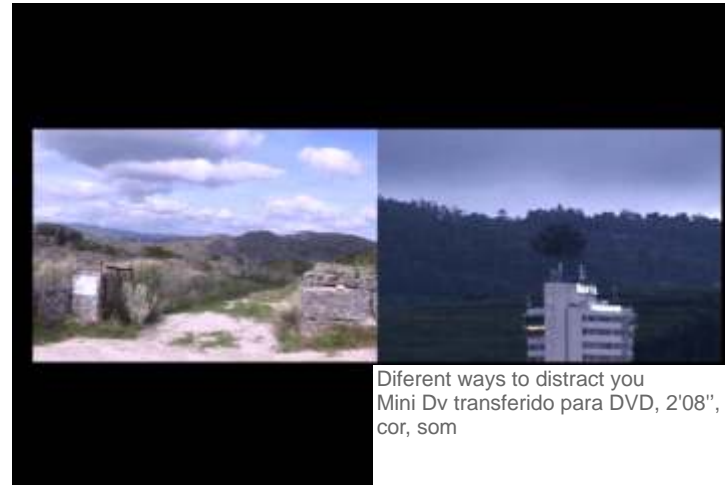 Diferent ways to distract you
Mini Dv transferido para DVD, 2'08’’,
cor, som